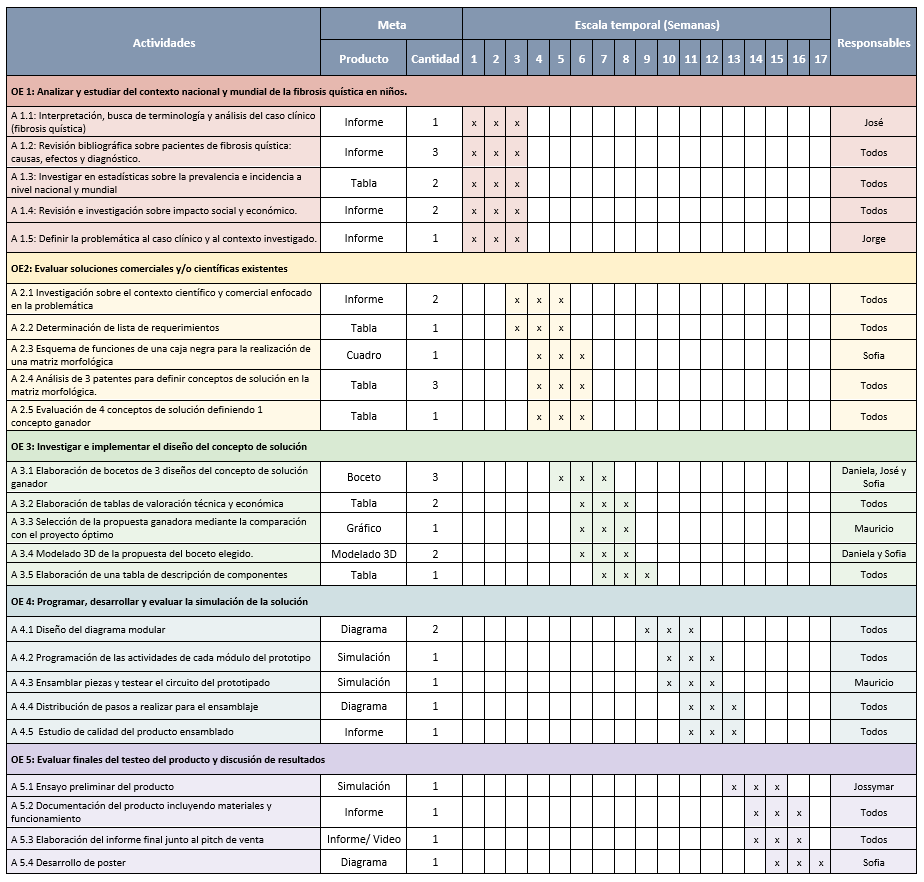 Actividades Meta Escala temporal (Semanas) Responsables
Producto Cantidad 1 2 3 4 5 6 7 8 9 10 11 12 13 14 15 16 17
OE 1: Analizar y estudiar del contexto nacional y mundial de la fibrosis quística en niños.
A 1.1: Interpretación, busca de terminología y análisis del caso clínico
(fibrosis quística) Informe 1 x x x José
A 1.2: Revisión bibliográfica sobre pacientes de fibrosis quística:
causas, efectos y diagnóstico. Informe 3 x x x Todos
A 1.3: Investigar en estadísticas sobre la prevalencia e incidencia a
nivel nacional y mundial Tabla 2 x x x Todos
A 1.4: Revisión e investigación sobre impacto social y económico. Informe 2 x x x Todos
A 1.5: Definir la problemática al caso clínico y al contexto investigado. Informe 1 x x x Jorge
OE2: Evaluar soluciones comerciales y/o científicas existentes
A 2.1 Investigación sobre el contexto científico y comercial enfocado
en la problemática Informe 2 x x x Todos
A 2.2 Determinación de lista de requerimientos Tabla 1 x x x Todos
A 2.3 Esquema de funciones de una caja negra para la realización de
una matriz morfológica Cuadro 1 x x x Sofia
A 2.4 Análisis de 3 patentes para definir conceptos de solución en la
matriz morfológica. Tabla 3 x x x Todos
A 2.5 Evaluación de 4 conceptos de solución definiendo 1
concepto ganador Tabla 1 x x x Todos
OE 3: Investigar e implementar el diseño del concepto de solución
A 3.1 Elaboración de bocetos de 3 diseños del concepto de solución
ganador Boceto 3 x x x Daniela, José y
Sofia
A 3.2 Elaboración de tablas de valoración técnica y económica Tabla 2 x x x Todos
A 3.3 Selección de la propuesta ganadora mediante la comparación
con el proyecto óptimo Gráfico 1 x x x Mauricio
A 3.4 Modelado 3D de la propuesta del boceto elegido. Modelado 3D 2 x x x Daniela y Sofia
A 3.5 Elaboración de una tabla de descripción de componentes Tabla 1 x x x Todos
OE 4: Programar, desarrollar y evaluar la simulación de la solución
A 4.1 Diseño del diagrama modular Diagrama 2 x x x Todos
A 4.2 Programación de las actividades de cada módulo del prototipo Simulación 1 x x x Todos
A 4.3 Ensamblar piezas y testear el circuito del prototipado Simulación 1 x x x Mauricio
A 4.4 Distribución de pasos a realizar para el ensamblaje Diagrama 1 x x x Todos
A 4.5 Estudio de calidad del producto ensamblado Informe 1 x x x Todos
OE 5: Evaluar finales del testeo del producto y discusión de resultados
A 5.1 Ensayo preliminar del producto Simulación 1 x x x Jossymar
A 5.2 Documentación del producto incluyendo materiales y
funcionamiento Informe 1 x x x Todos
A 5.3 Elaboración del informe final junto al pitch de venta Informe/ Video 1 x x x Todos
A 5.4 Desarrollo de poster Diagrama 1 x x x Sofia